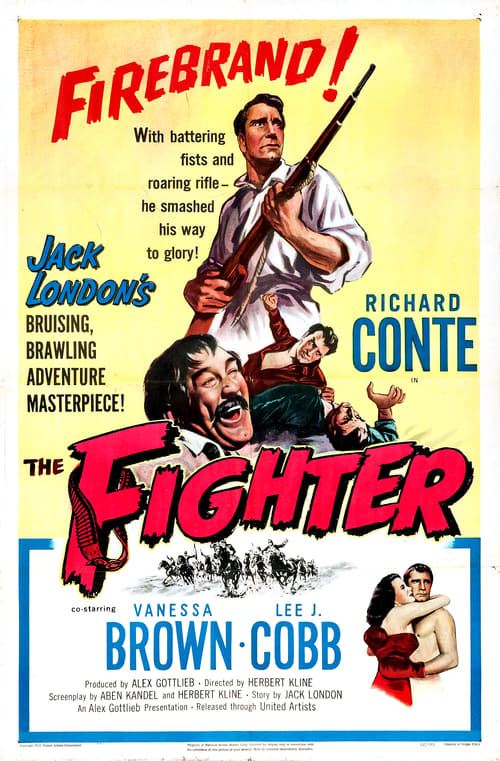 FIREBRAND!
With battering
fists and
roaring rifle–
he smashed
his way
to glory!
JACK
LONDON'S
BRUISING,
BRAWLING
ADVENTURE
MASTERPIECE!
RICHARD
CONTE
IN
THE FIGHTER
co-starring VANESSA BROWN · LEE J. COBB
Produced by ALEX GOTTLIEB · Directed by HERBERT KLINE
Screenplay by ABEN KANDEL and HERBERT KLINE · Story by JACK LONDON
An Alex Gottlieb Presentation · Released through United Artists